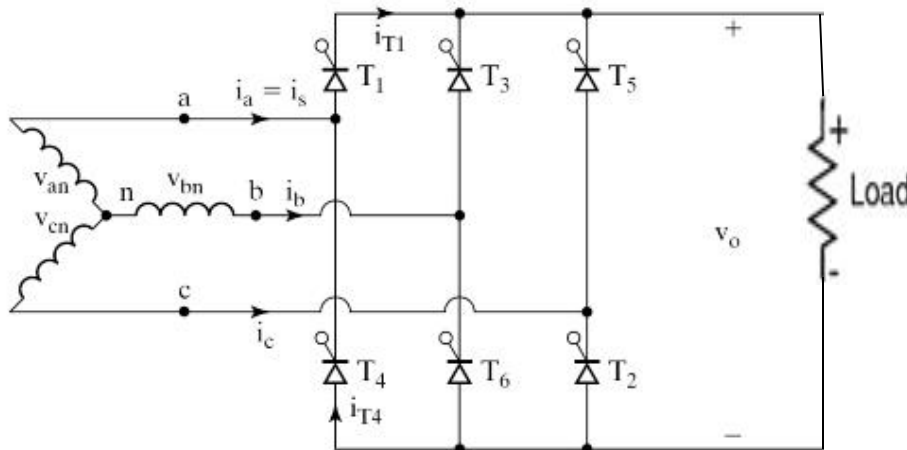 i_T1
+
T_1
T_3
T_5
a
i_a = i_s
+
v_an
n
v_bn
b
i_b
Load
v_cn
v_o
-
c
i_c
T_4
T_6
T_2
i_T4
−